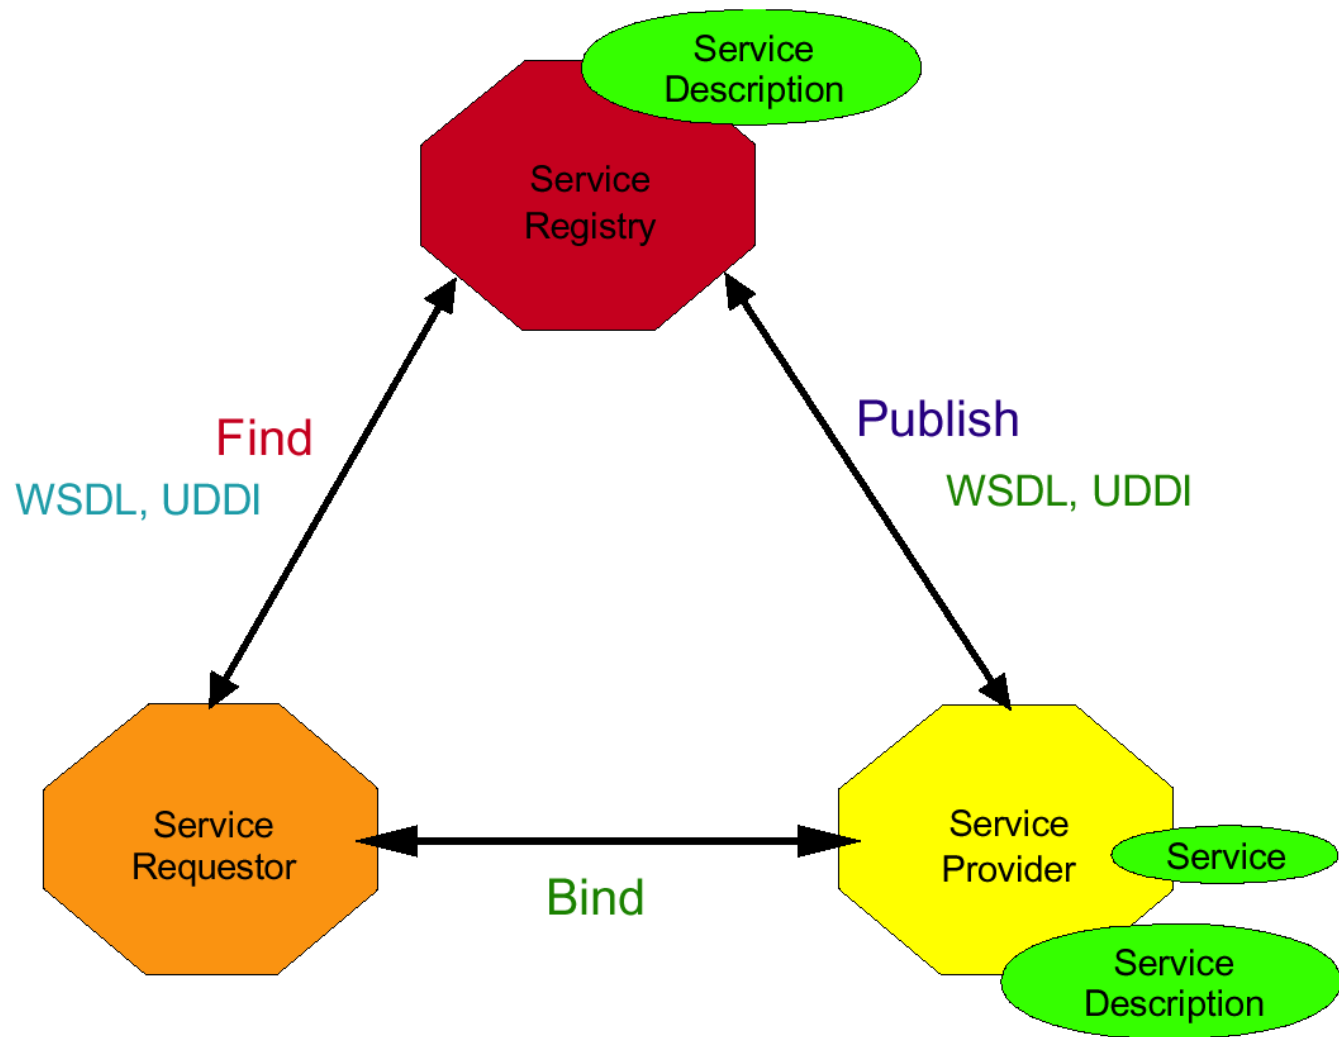 Service
Description
Service
Registry
Find
WSDL, UDDI
Publish
WSDL, UDDI
Service
Requestor
Bind
Service
Provider
Service
Service
Description